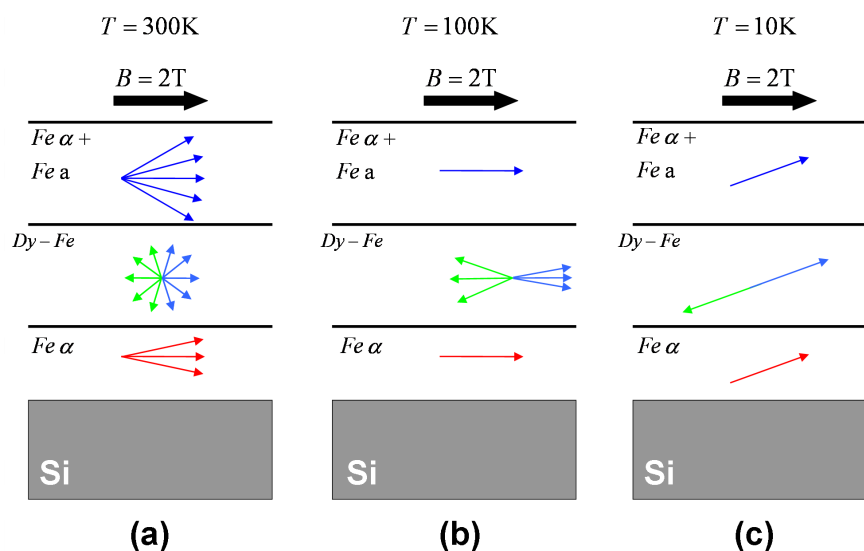 T = 300K
B = 2T
Fe α +
Fe a
Dy – Fe
Fe α
Si
(a)
T = 100K
B = 2T
Fe α +
Fe a
Dy – Fe
Fe α
Si
(b)
T = 10K
B = 2T
Fe α +
Fe a
Dy – Fe
Fe α
Si
(c)